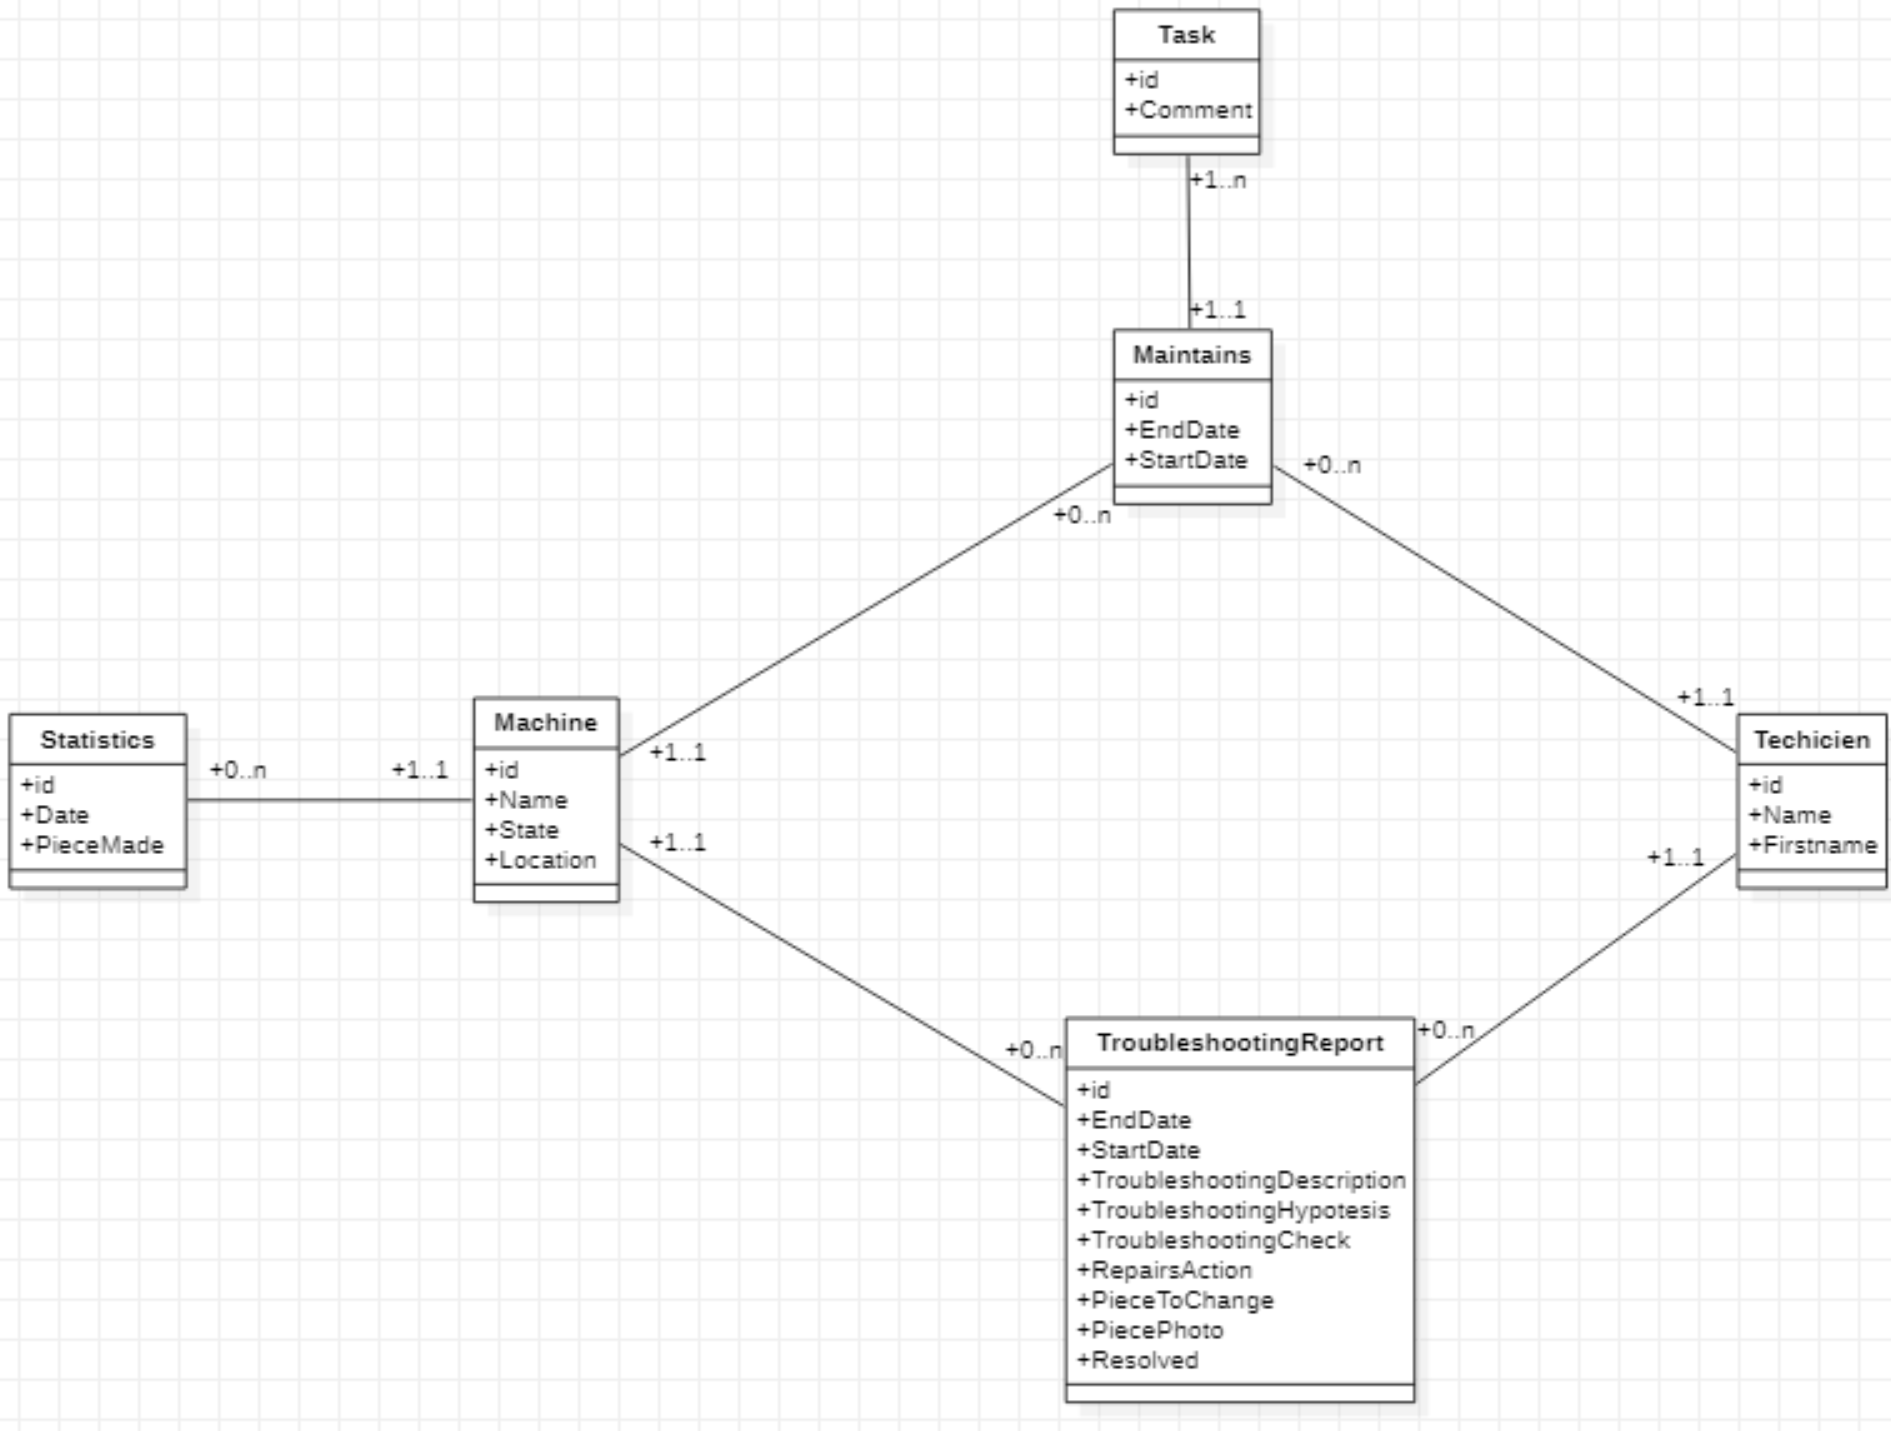 Task
+id
+Comment
+1..n
+1..1
Maintains
+id
+EndDate
+StartDate
+0..n
+0..n
+1..1
Statistics
+id
+Date
+PieceMade
+0..n
+1..1
Machine
+id
+Name
+State
+Location
+1..1
+1..1
Techicien
+id
+Name
+Firstname
+1..1
+0..n
+0..n
TroubleshootingReport
+id
+EndDate
+StartDate
+TroubleshootingDescription
+TroubleshootingHypotesis
+TroubleshootingCheck
+RepairsAction
+PieceToChange
+PiecePhoto
+Resolved